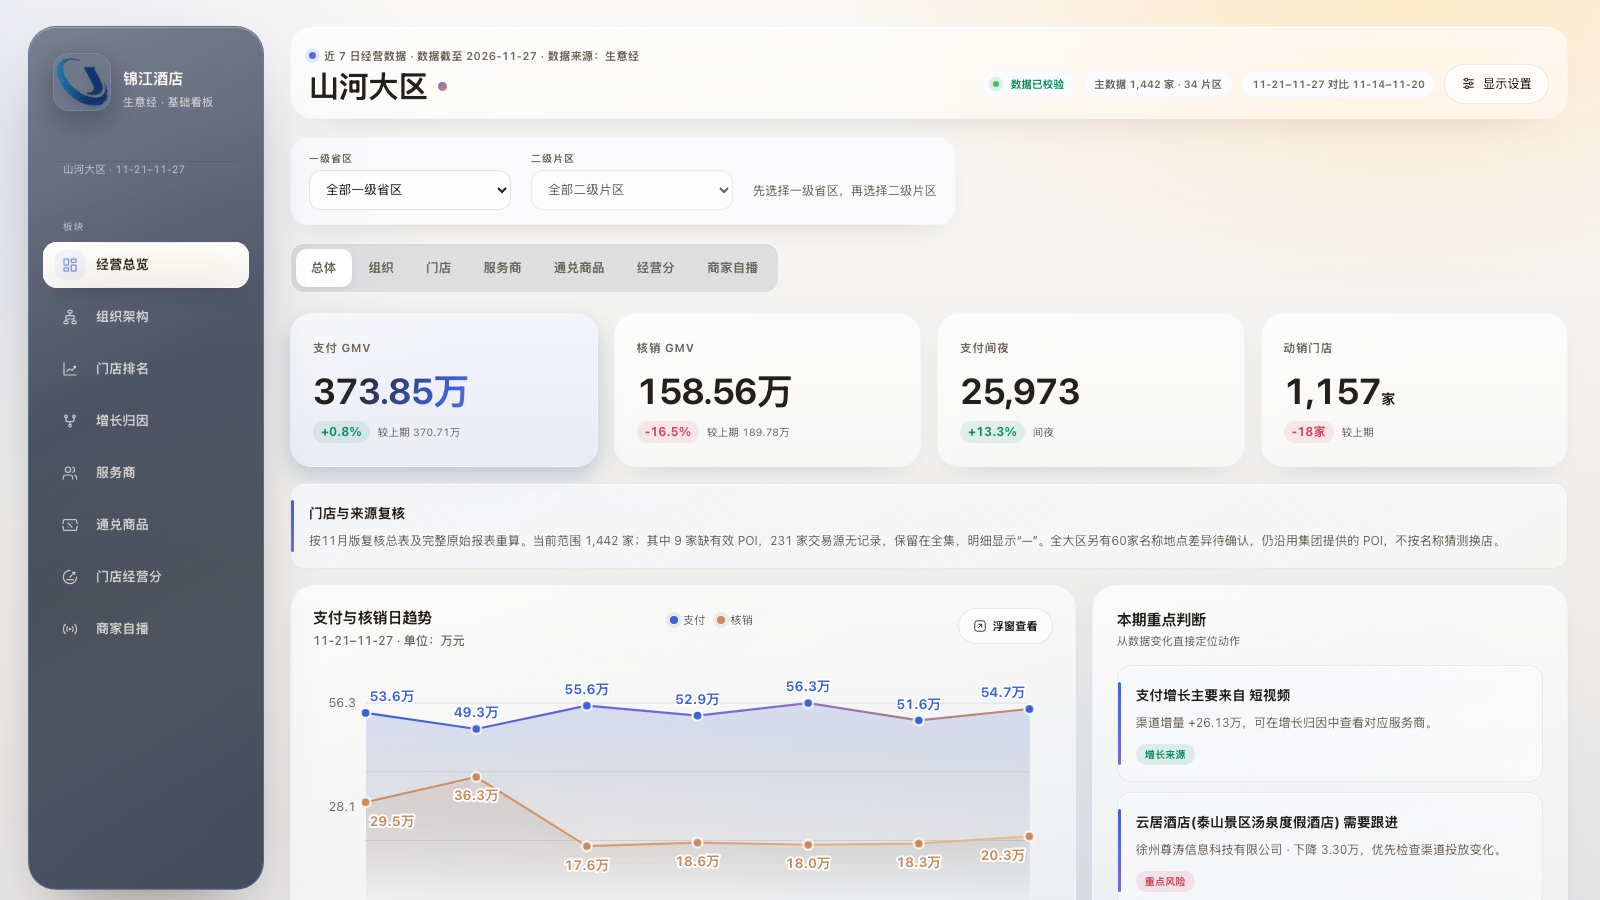 锦江酒店
生意经 · 基础看板
山河大区 · 11-21–11-27
板块
经营总览
组织架构
门店排名
增长归因
服务商
通兑商品
门店经营分
商家自播
近 7 日经营数据 · 数据截至 2026-11-27 · 数据来源：生意经
山河大区
数据已校验
主数据 1,442 家 · 34 片区
11-21–11-27 对比 11-14–11-20
显示设置
一级省区
二级片区
全部一级省区
全部二级片区
先选择一级省区，再选择二级片区
总体
组织
门店
服务商
通兑商品
经营分
商家自播
支付 GMV
373.85万
+0.8%
较上期 370.71万
核销 GMV
158.56万
-16.5%
较上期 189.78万
支付间夜
25,973
+13.3%
间夜
动销门店
1,157家
-18家
较上期
门店与来源复核
按11月版复核总表及完整原始报表重算。当前范围 1,442 家；其中 9 家缺有效 POI，231 家交易源无记录，保留在全集，明细显示“—”。全大区另有60家名称地点差异待确认，仍沿用集团提供的 POI，不按名称猜测换店。
支付与核销日趋势
11-21–11-27 · 单位：万元
支付
核销
浮窗查看
56.3
28.1
53.6万
49.3万
55.6万
52.9万
56.3万
51.6万
54.7万
29.5万
36.3万
17.6万
18.6万
18.0万
18.3万
20.3万
本期重点判断
从数据变化直接定位动作
支付增长主要来自 短视频
渠道增量 +26.13万，可在增长归因中查看对应服务商。
增长来源
云居酒店(泰山景区汤泉度假酒店) 需要跟进
徐州尊涛信息科技有限公司 · 下降 3.30万，优先检查渠道投放变化。
重点风险